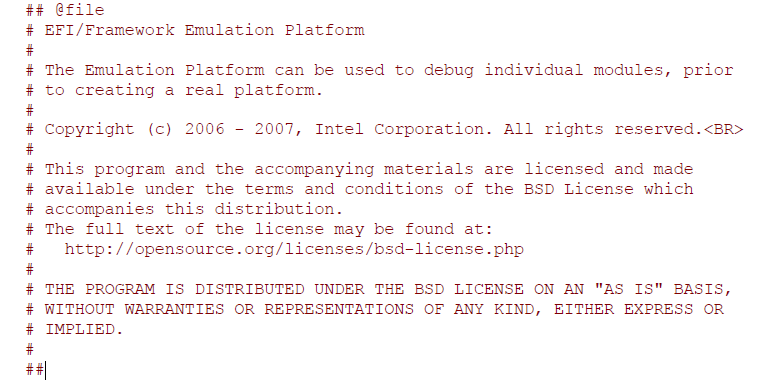 ## @file
# EFI/Framework Emulation Platform
#
# The Emulation Platform can be used to debug individual modules, prior
# to creating a real platform.
#
# Copyright (c) 2006 - 2007, Intel Corporation. All rights reserved.<BR>
#
# This program and the accompanying materials are licensed and made
# available under the terms and conditions of the BSD License which
# accompanies this distribution.
# The full text of the license may be found at:
#   http://opensource.org/licenses/bsd-license.php
#
# THE PROGRAM IS DISTRIBUTED UNDER THE BSD LICENSE ON AN "AS IS" BASIS,
# WITHOUT WARRANTIES OR REPRESENTATIONS OF ANY KIND, EITHER EXPRESS OR
# IMPLIED.
#
##